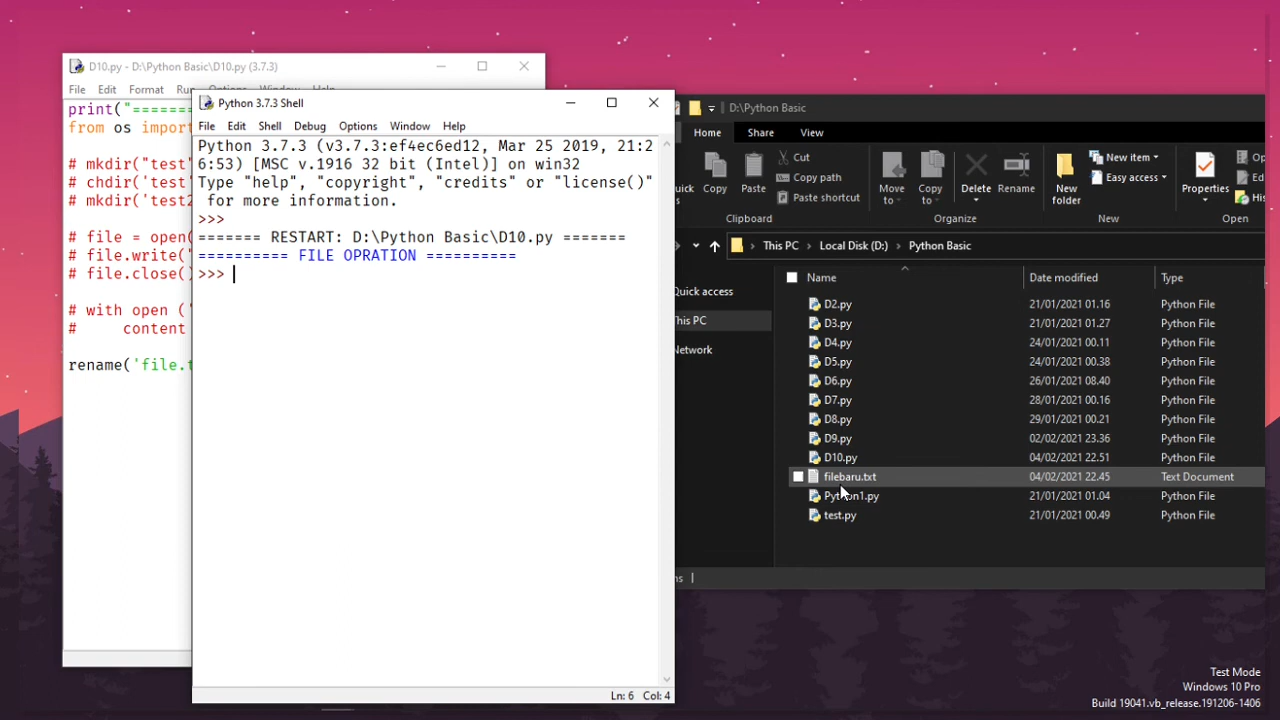 D10.py - D:\Python Basic\D10.py (3.7.3)
File Edit Format Run Options Window Help
print("=======
from os import
# mkdir("test"
# chdir('test'
# mkdir('test2
# file = open(
# file.write("
# file.close()
# with open ('
# content
rename('file.t
Python 3.7.3 Shell
File Edit Shell Debug Options Window Help
Python 3.7.3 (v3.7.3:ef4ec6ed12, Mar 25 2019, 21:2
6:53) [MSC v.1916 32 bit (Intel)] on win32
Type "help", "copyright", "credits" or "license()"
for more information.
>>>
======= RESTART: D:\Python Basic\D10.py =======
========== FILE OPRATION ==========
>>>
Ln: 6 Col: 4
D:\Python Basic
Home Share View
Copy
Paste
Cut
Copy path
Paste shortcut
Clipboard
Move to
Copy to
Delete
Rename
Organize
New folder
New item
Easy access
New
Properties
Open
This PC > Local Disk (D:) > Python Basic
Quick access
This PC
Network
Name Date modified Type
D2.py 21/01/2021 01.16 Python File
D3.py 21/01/2021 01.27 Python File
D4.py 24/01/2021 00.11 Python File
D5.py 24/01/2021 00.38 Python File
D6.py 26/01/2021 08.40 Python File
D7.py 28/01/2021 00.16 Python File
D8.py 29/01/2021 00.21 Python File
D9.py 02/02/2021 23.36 Python File
D10.py 04/02/2021 22.51 Python File
filebaru.txt 04/02/2021 22.45 Text Document
Python1.py 21/01/2021 01.04 Python File
test.py 21/01/2021 00.49 Python File
Test Mode
Windows 10 Pro
Build 19041.vb_release.191206-1406